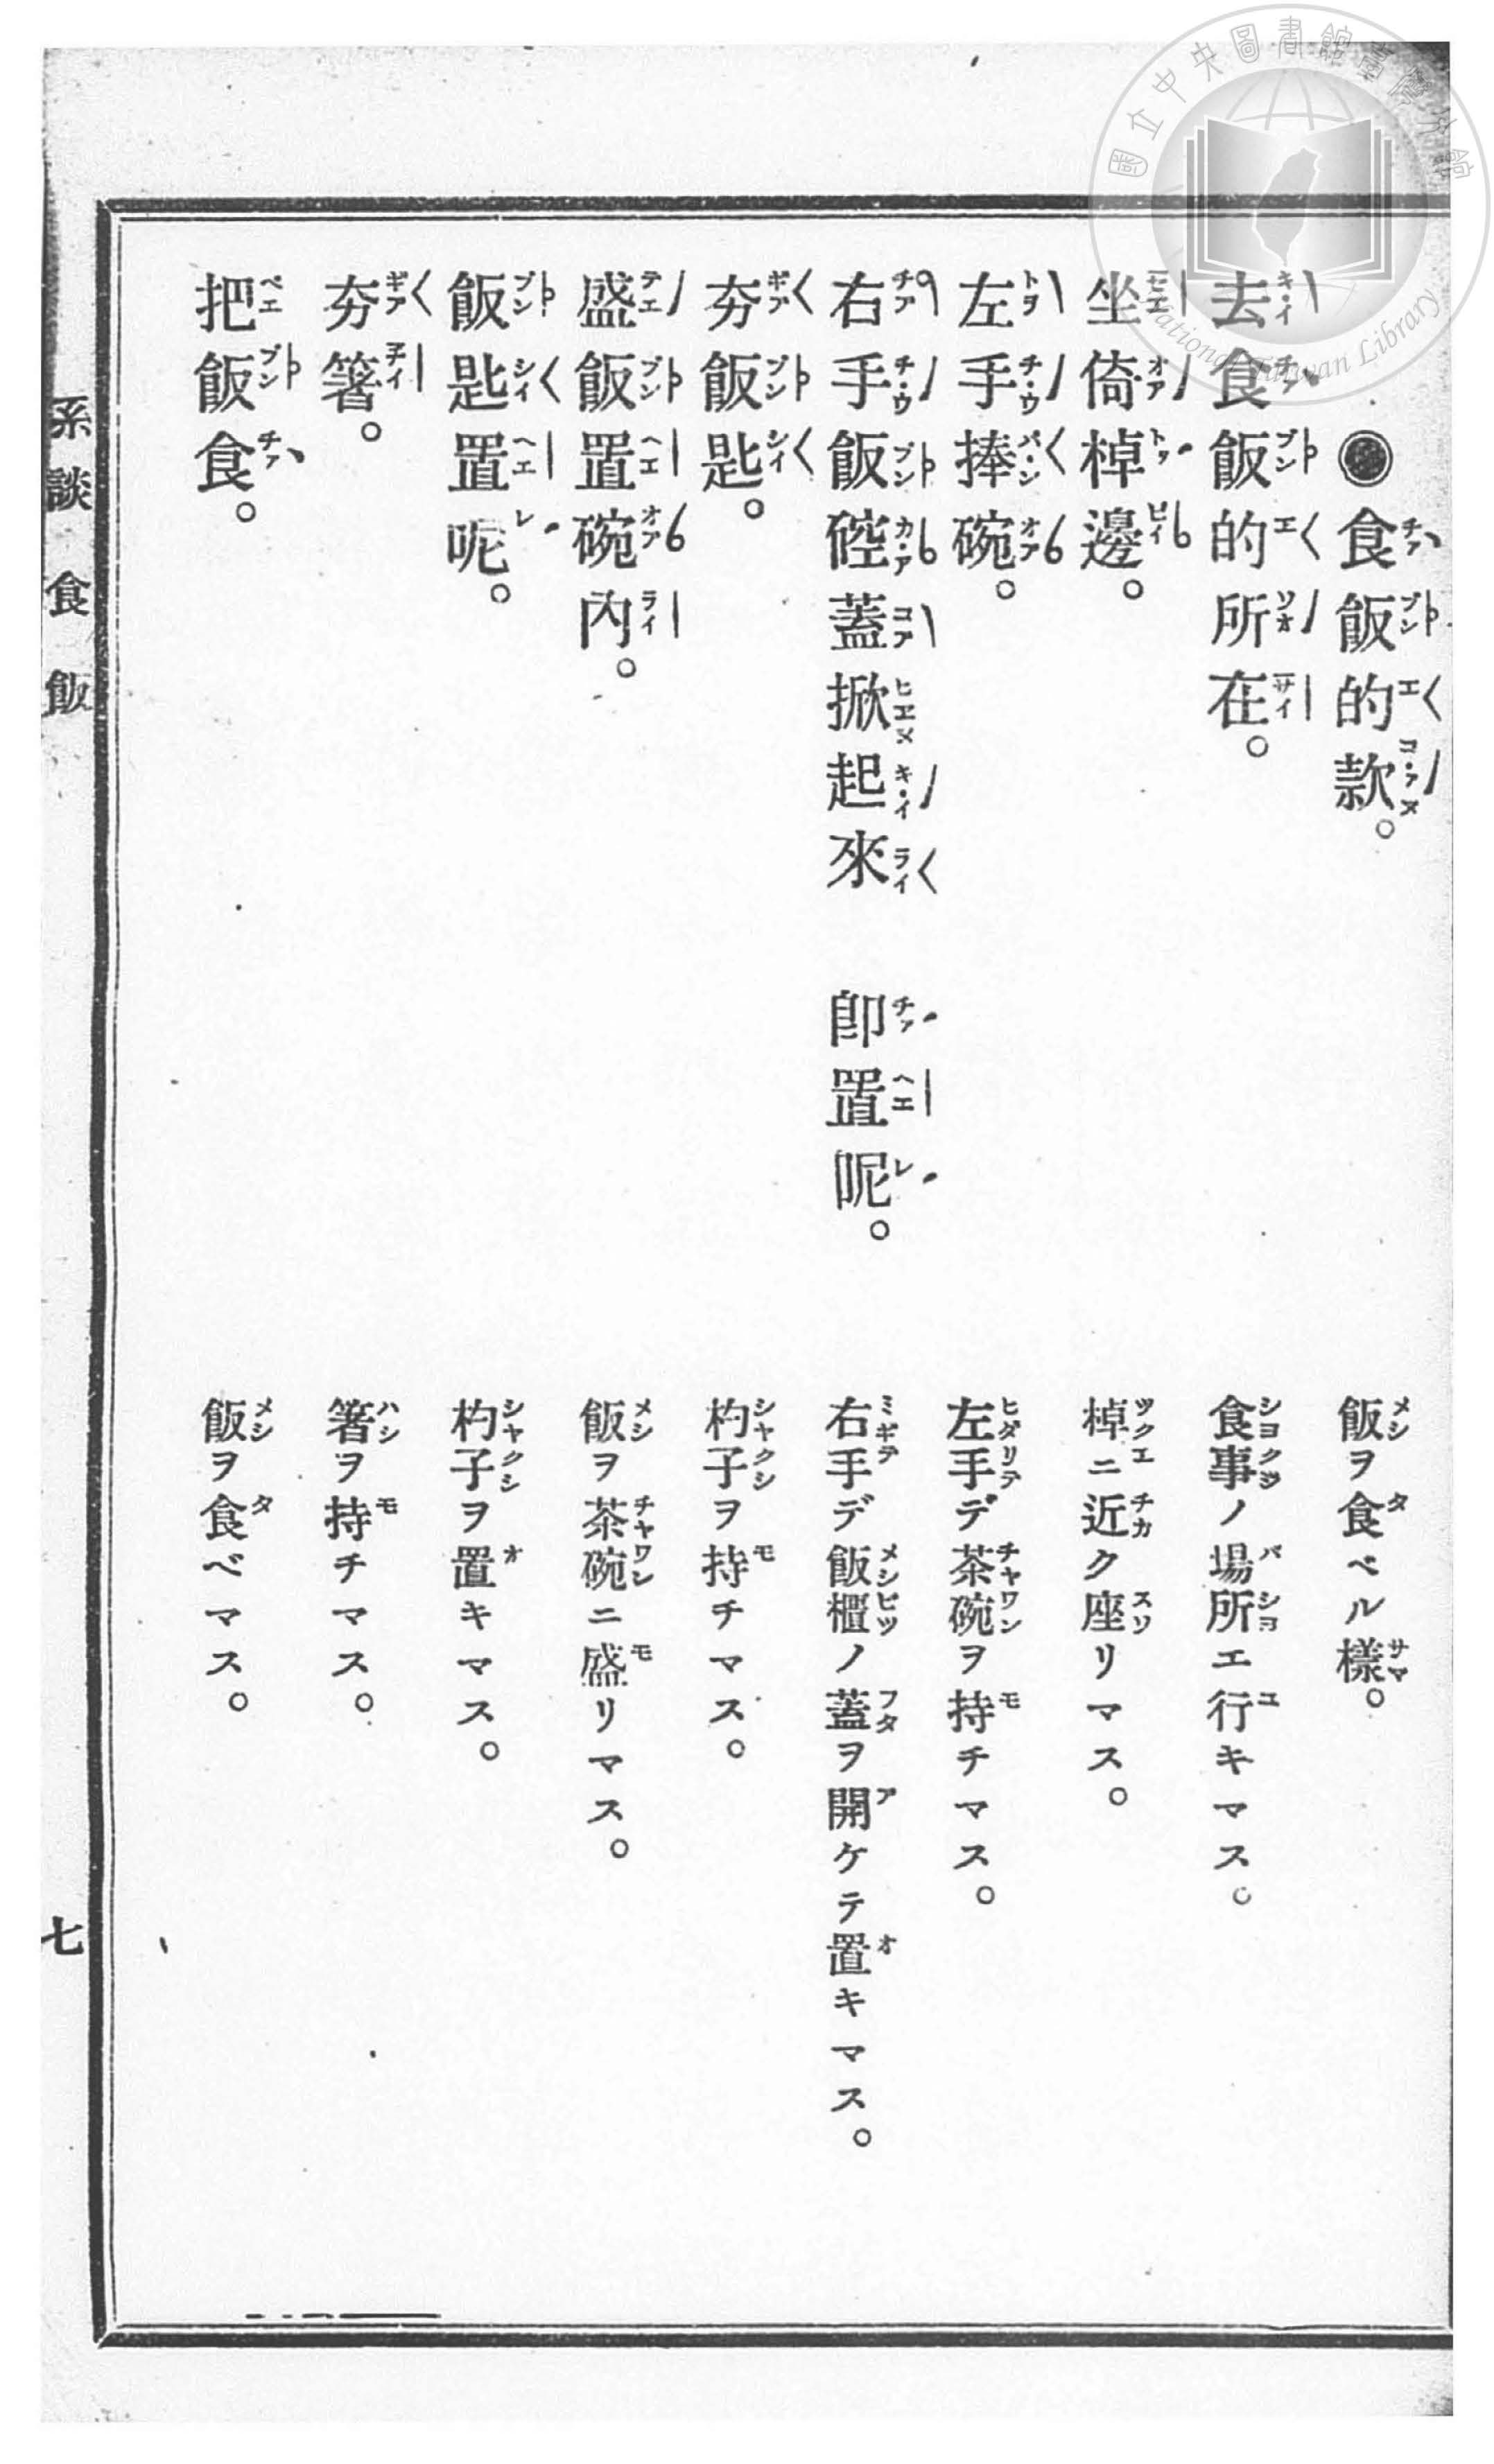 ●食飯的款。
飯ヲ食ベル樣。
去食飯的所在。
食事ノ場所エ行キマス。
坐倚棹邊。
棹ニ近ク座リマス。
左手捧碗。
左手デ茶碗ヲ持チマス。
右手飯硿蓋掀起來 卽置呢。
右手デ飯櫃ノ蓋ヲ開ケテ置キマス。
夯飯匙。
杓子ヲ持チマス。
盛飯置碗內。
飯ヲ茶碗ニ盛リマス。
飯匙置呢。
杓子ヲ置キマス。
夯箸。
箸ヲ持チマス。
把飯食。
飯ヲ食ベマス。
系談 食飯
七
國立中央圖書館臺灣分館
National Taiwan Library